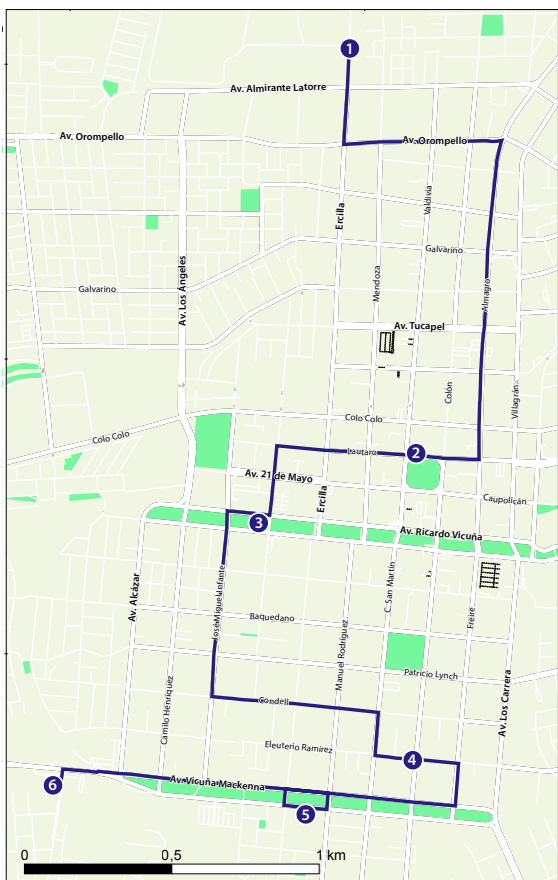 1
Av. Almirante Latorre
Av. Orompello
Av. Orompello
Valdivia
Ercilla
Galvarino
Av. Los Ángeles
Mendoza
Galvarino
Almagro
Av. Tucapel
Colón
Villagrán
Colo Colo
Colo Colo
Lautaro
2
Av. 21 de Mayo
Ercilla
Caupolicán
3
Av. Ricardo Vicuña
Av. Alcázar
José Miguel Infante
C. San Martín
Freire
Baquedano
Manuel Rodríguez
Patricio Lynch
Av. Los Carrera
Camilo Henríquez
Condell
Eleuterio Ramírez
4
6
Av. Vicuña Mackenna
5
0
0,5
1 km